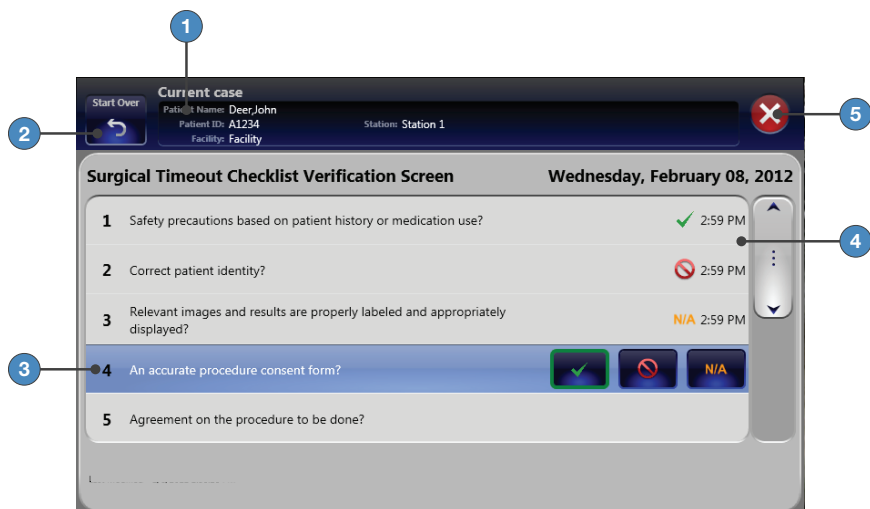 1
Current case
Start Over
Patient Name: Deer,John
Patient ID: A1234
Station: Station 1
Facility: Facility
2
5
Surgical Timeout Checklist Verification Screen
Wednesday, February 08, 2012
1 Safety precautions based on patient history or medication use? 2:59 PM
4
2 Correct patient identity? 2:59 PM
3 Relevant images and results are properly labeled and appropriately
displayed?
N/A 2:59 PM
3
4 An accurate procedure consent form? N/A
5 Agreement on the procedure to be done?